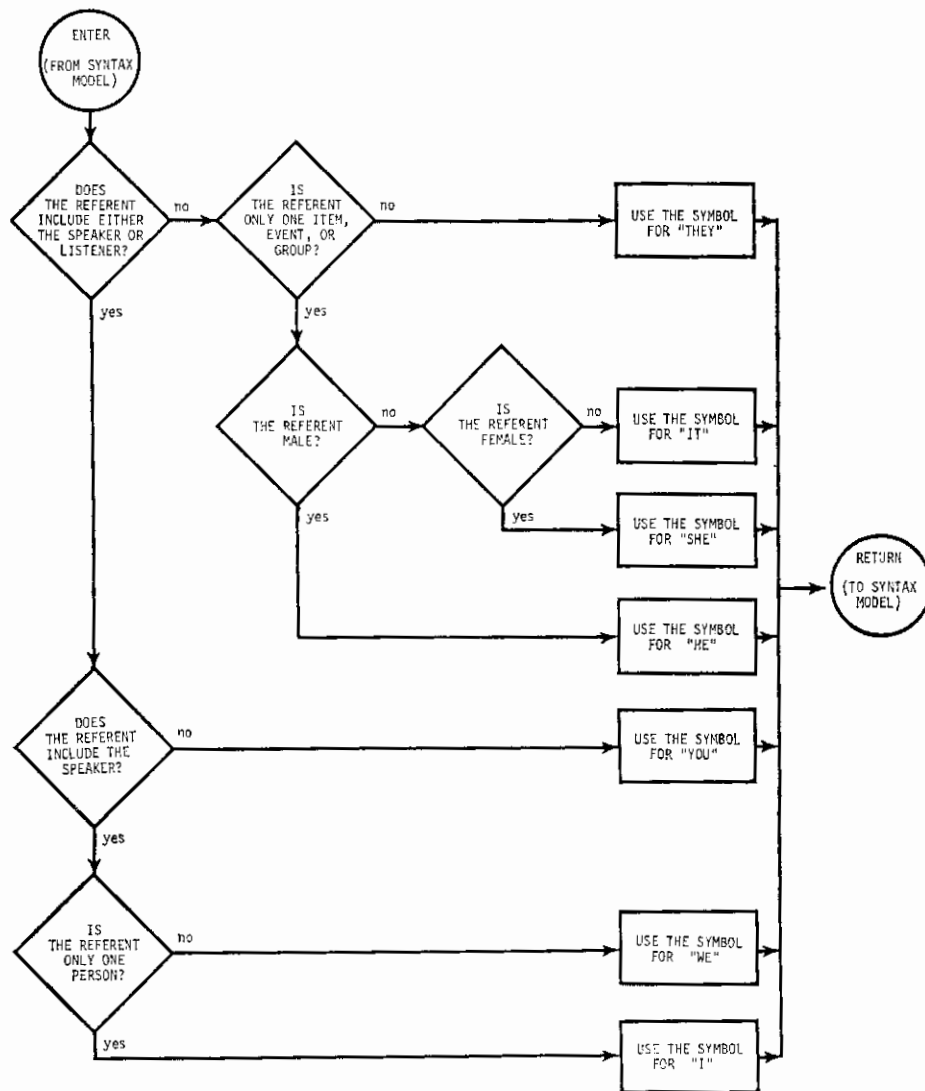 ENTER
(FROM SYNTAX
MODEL)
DOES
THE REFERENT
INCLUDE EITHER
THE SPEAKER OR
LISTENER?
no
yes
IS
THE REFERENT
ONLY ONE ITEM,
EVENT, OR
GROUP?
no
yes
USE THE SYMBOL
FOR "THEY"
IS
THE REFERENT
MALE?
no
yes
IS
THE REFERENT
FEMALE?
no
yes
USE THE SYMBOL
FOR "IT"
USE THE SYMBOL
FOR "SHE"
USE THE SYMBOL
FOR "HE"
RETURN
(TO SYNTAX
MODEL)
DOES
THE REFERENT
INCLUDE THE
SPEAKER?
no
yes
USE THE SYMBOL
FOR "YOU"
IS
THE REFERENT
ONLY ONE
PERSON?
no
yes
USE THE SYMBOL
FOR "WE"
USE THE SYMBOL
FOR "I"